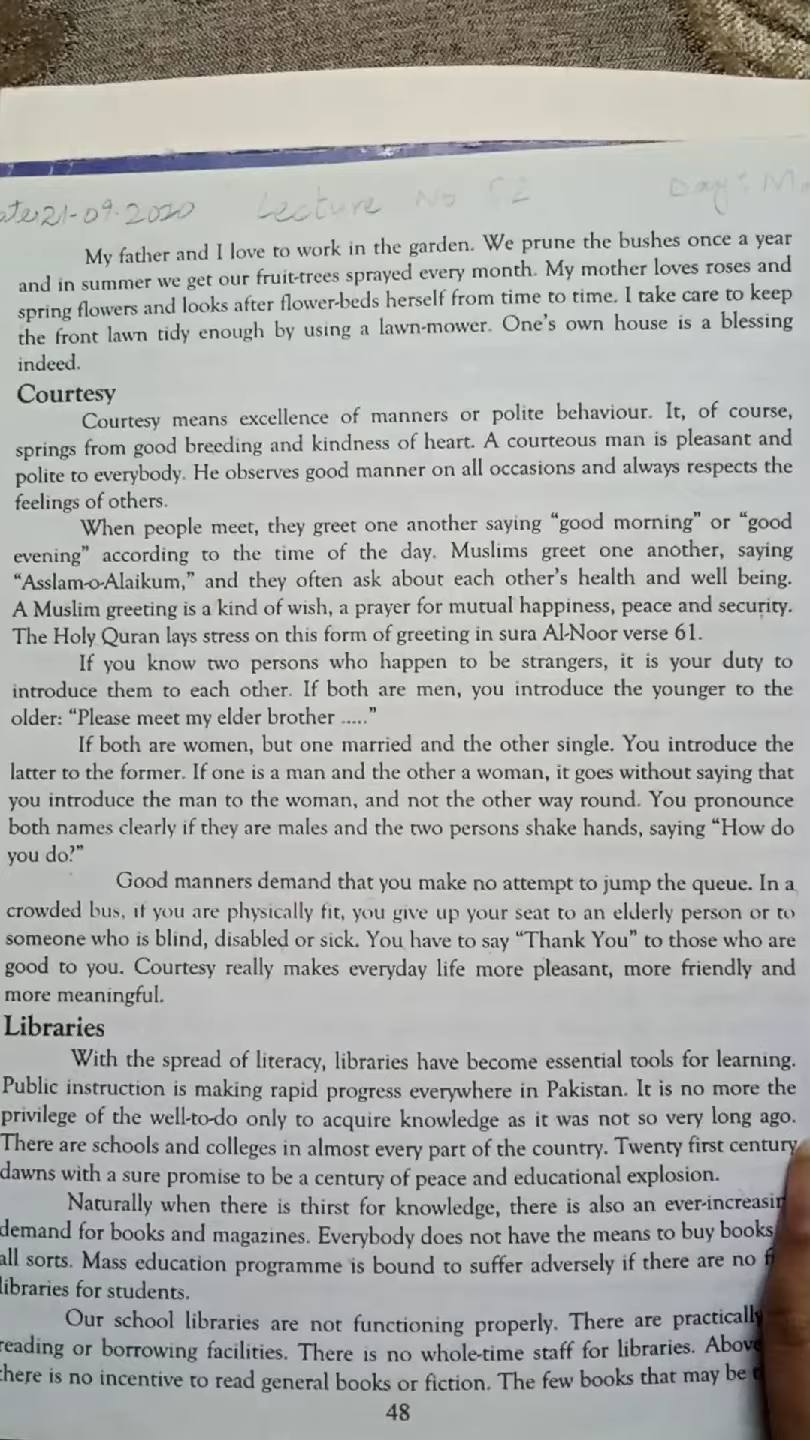 ate:21-09-2020 Lecture No 52 Day: M
My father and I love to work in the garden. We prune the bushes once a year
and in summer we get our fruit-trees sprayed every month. My mother loves roses and
spring flowers and looks after flower-beds herself from time to time. I take care to keep
the front lawn tidy enough by using a lawn-mower. One's own house is a blessing
indeed.
Courtesy
Courtesy means excellence of manners or polite behaviour. It, of course,
springs from good breeding and kindness of heart. A courteous man is pleasant and
polite to everybody. He observes good manner on all occasions and always respects the
feelings of others.
When people meet, they greet one another saying “good morning” or “good
evening” according to the time of the day. Muslims greet one another, saying
“Asslam-o-Alaikum,” and they often ask about each other's health and well being.
A Muslim greeting is a kind of wish, a prayer for mutual happiness, peace and security.
The Holy Quran lays stress on this form of greeting in sura Al-Noor verse 61.
If you know two persons who happen to be strangers, it is your duty to
introduce them to each other. If both are men, you introduce the younger to the
older: “Please meet my elder brother .....”
If both are women, but one married and the other single. You introduce the
latter to the former. If one is a man and the other a woman, it goes without saying that
you introduce the man to the woman, and not the other way round. You pronounce
both names clearly if they are males and the two persons shake hands, saying “How do
you do?”
Good manners demand that you make no attempt to jump the queue. In a
crowded bus, if you are physically fit, you give up your seat to an elderly person or to
someone who is blind, disabled or sick. You have to say “Thank You” to those who are
good to you. Courtesy really makes everyday life more pleasant, more friendly and
more meaningful.
Libraries
With the spread of literacy, libraries have become essential tools for learning.
Public instruction is making rapid progress everywhere in Pakistan. It is no more the
privilege of the well-to-do only to acquire knowledge as it was not so very long ago.
There are schools and colleges in almost every part of the country. Twenty first century
dawns with a sure promise to be a century of peace and educational explosion.
Naturally when there is thirst for knowledge, there is also an ever-increasin
demand for books and magazines. Everybody does not have the means to buy books
all sorts. Mass education programme is bound to suffer adversely if there are no
libraries for students.
Our school libraries are not functioning properly. There are practically
reading or borrowing facilities. There is no whole-time staff for libraries. Above
there is no incentive to read general books or fiction. The few books that may be
48